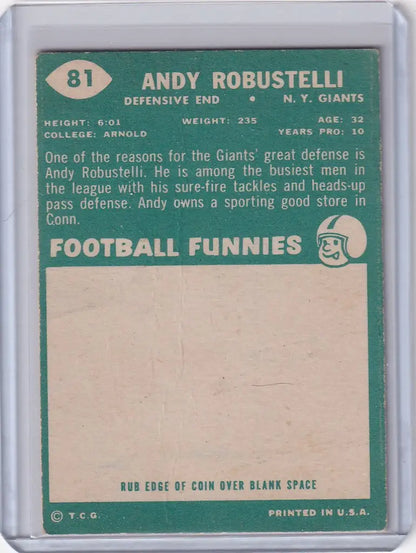 81
ANDY ROBUSTELLI
DEFENSIVE END • N. Y. GIANTS
HEIGHT: 6:01 WEIGHT: 235 AGE: 32
COLLEGE: ARNOLD YEARS PRO: 10
One of the reasons for the Giants' great defense is
Andy Robustelli. He is among the busiest men in
the league with his sure-fire tackles and heads-up
pass defense. Andy owns a sporting good store in
Conn.
FOOTBALL FUNNIES
RUB EDGE OF COIN OVER BLANK SPACE
© T.C.G. PRINTED IN U.S.A.